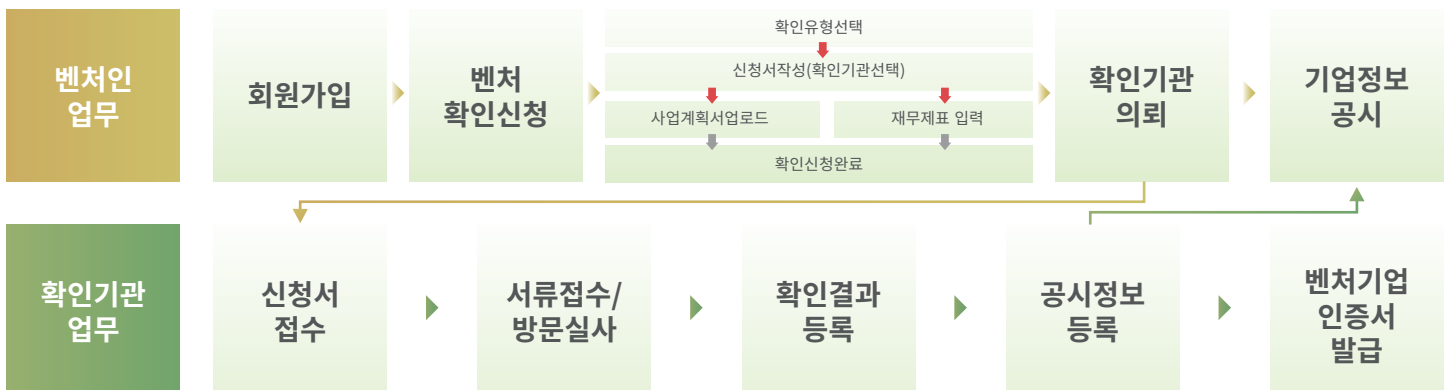 벤처인
업무
회원가입
벤처
확인신청
확인유형선택
신청서작성(확인기관선택)
사업계획서업로드
재무제표 입력
확인신청완료
확인기관
의뢰
기업정보
공시
확인기관
업무
신청서
접수
서류접수/
방문실사
확인결과
등록
공시정보
등록
벤처기업
인증서
발급